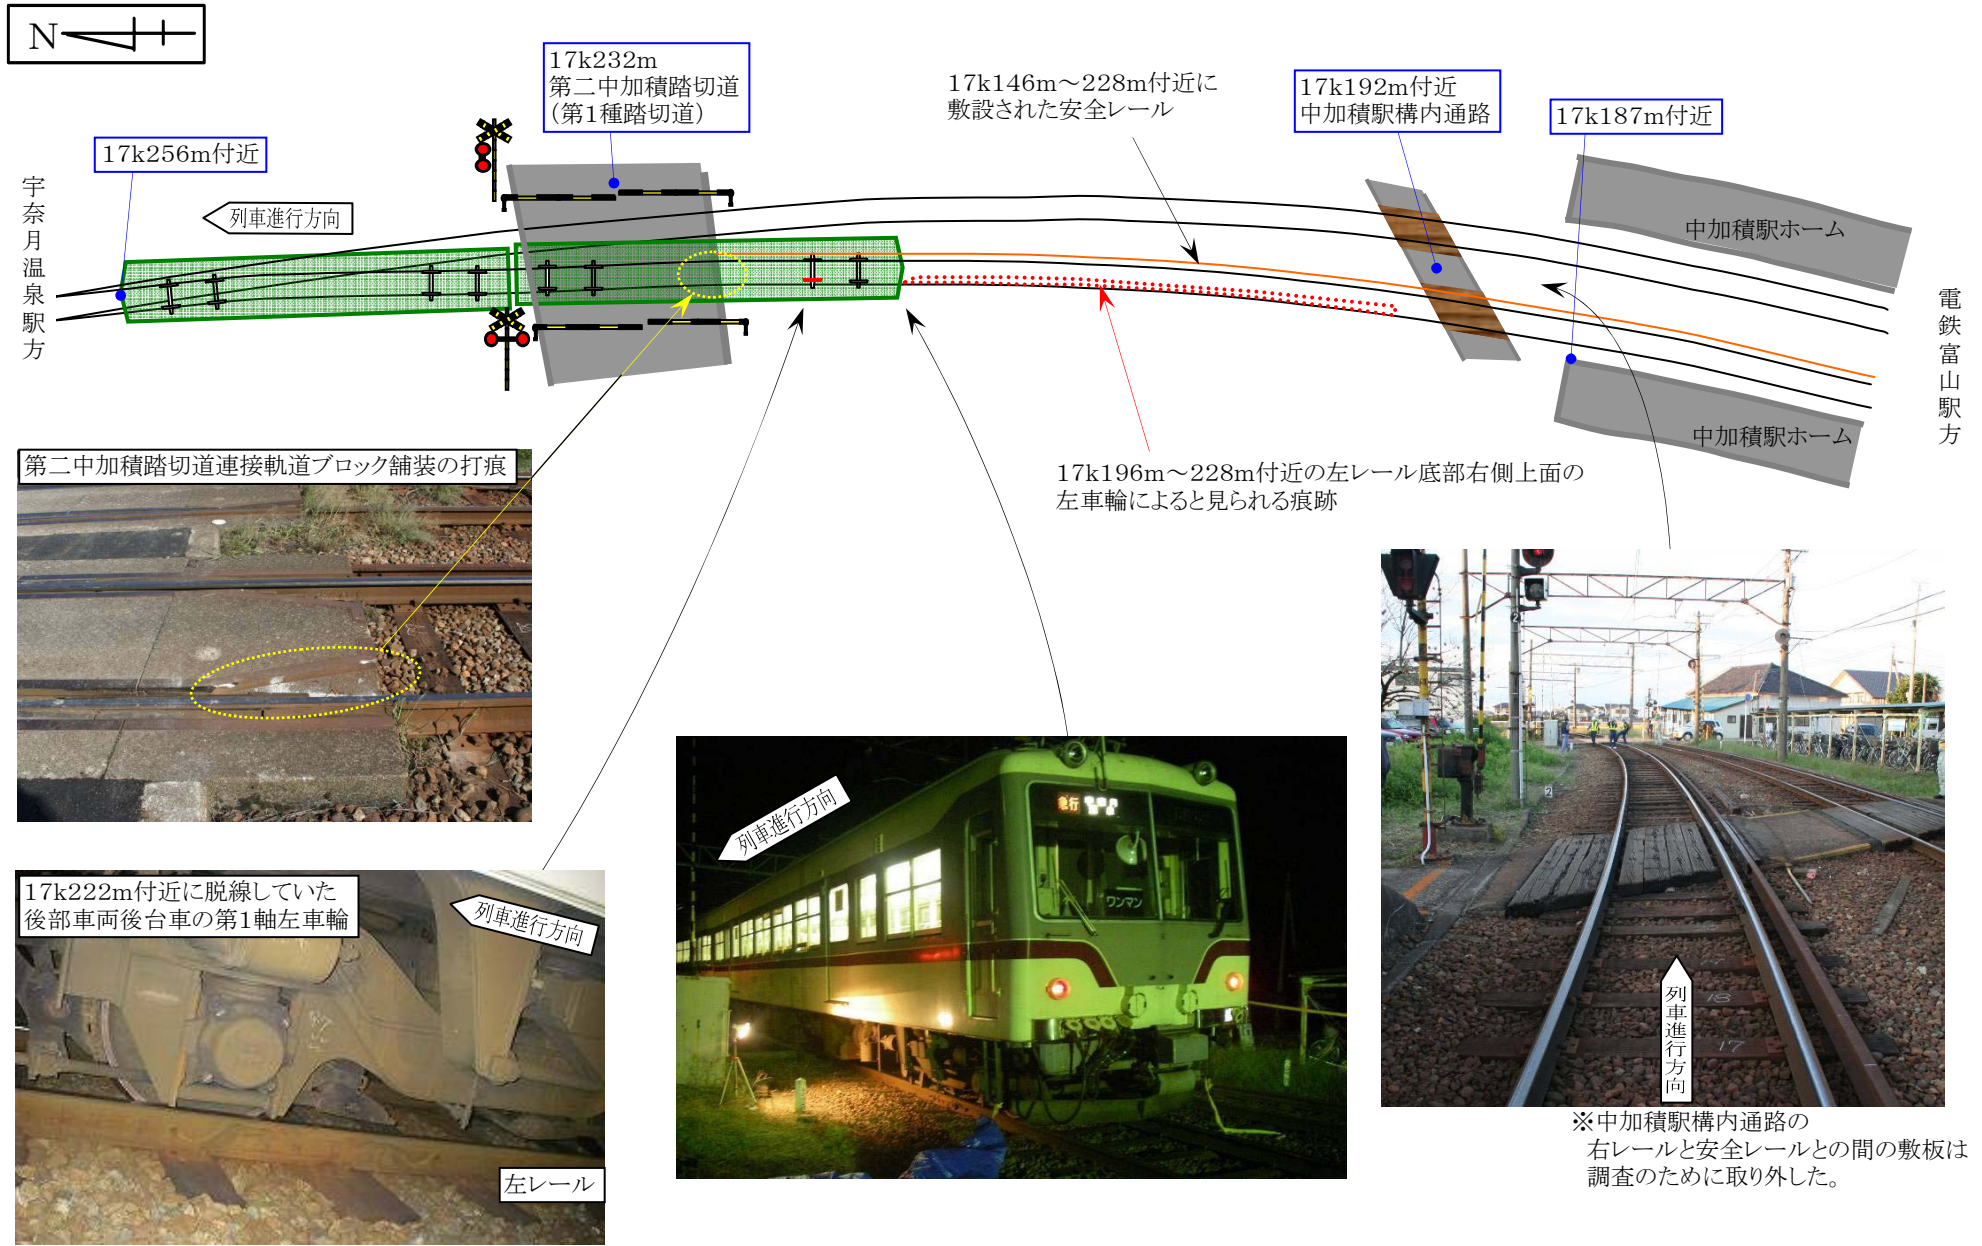 N
17k232m
第二中加積踏切道
(第1種踏切道)
17k146m～228m付近に
敷設された安全レール
17k192m付近
中加積駅構内通路
17k187m付近
17k256m付近
宇奈月温泉駅方
列車進行方向
中加積駅ホーム
電鉄富山駅方
中加積駅ホーム
17k196m～228m付近の左レール底部右側上面の
左車輪によると見られる痕跡
第二中加積踏切道連接軌道ブロック舗装の打痕
17k222m付近に脱線していた
後部車両後台車の第1軸左車輪
列車進行方向
左レール
列車進行方向
急行
ワンマン
2
2
18
17
列車進行方向
※中加積駅構内通路の
右レールと安全レールとの間の敷板は
調査のために取り外した。